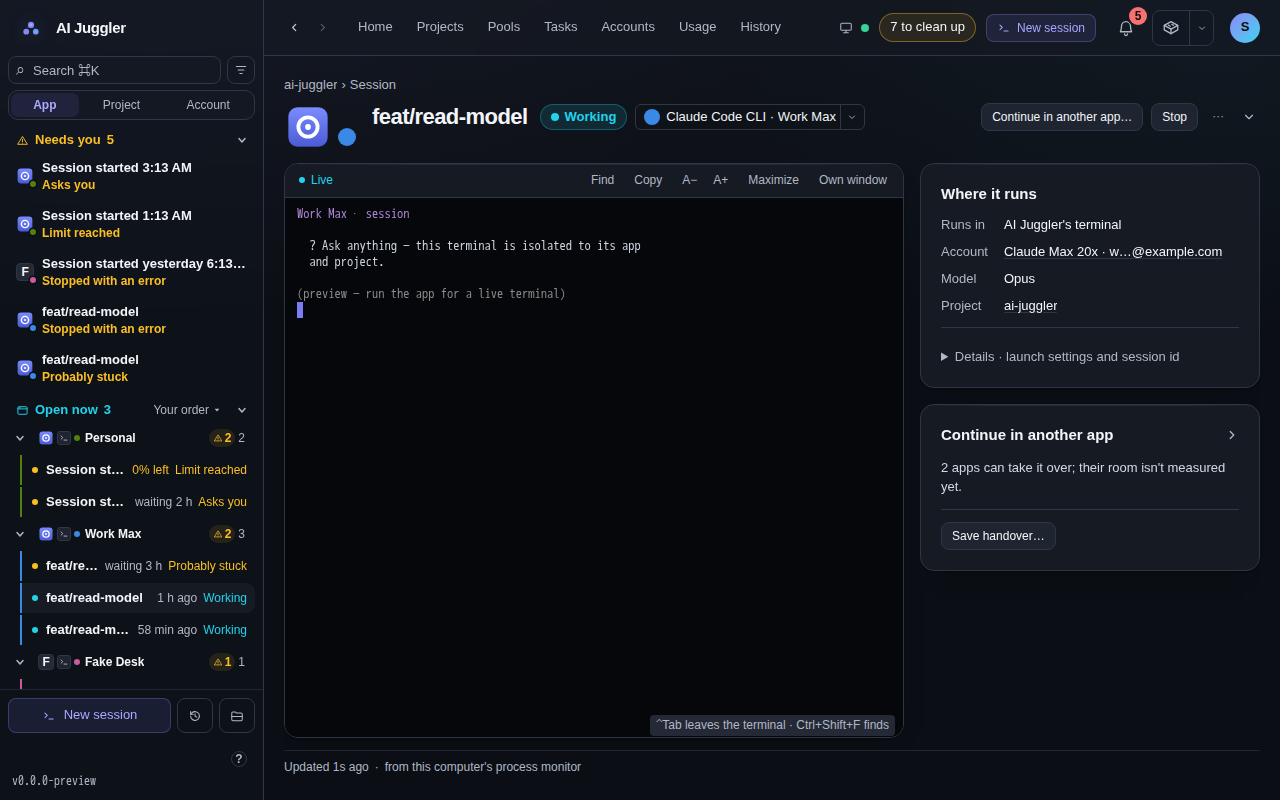 AI Juggler
Search ⌘K
App Project Account
Needs you 5
Session started 3:13 AM
Asks you
Session started 1:13 AM
Limit reached
F Session started yesterday 6:13…
Stopped with an error
feat/read-model
Stopped with an error
feat/read-model
Probably stuck
Open now 3 Your order
Personal 2 2
Session st… 0% left Limit reached
Session st… waiting 2 h Asks you
Work Max 2 3
feat/re… waiting 3 h Probably stuck
feat/read-model 1 h ago Working
feat/read-m… 58 min ago Working
F Fake Desk 1 1
New session
?
v0.0.0-preview
Home Projects Pools Tasks Accounts Usage History
7 to clean up
New session
5
S
ai-juggler › Session
feat/read-model Working Claude Code CLI · Work Max
Continue in another app… Stop ···
Live Find Copy A− A+ Maximize Own window
Work Max · session
? Ask anything — this terminal is isolated to its app
and project.
(preview — run the app for a live terminal)
^Tab leaves the terminal · Ctrl+Shift+F finds
Where it runs
Runs in AI Juggler's terminal
Account Claude Max 20x · w…@example.com
Model Opus
Project ai-juggler
▶ Details · launch settings and session id
Continue in another app
2 apps can take it over; their room isn't measured
yet.
Save handover…
Updated 1s ago · from this computer's process monitor